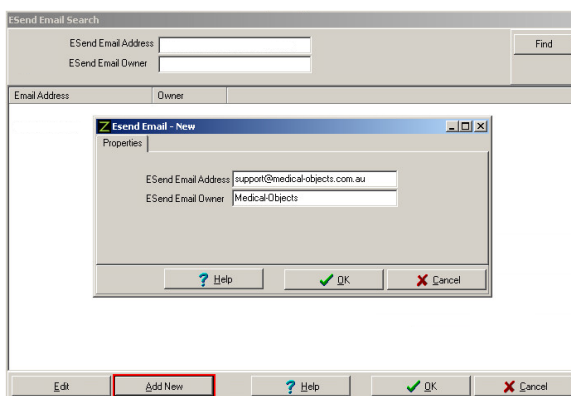 ESend Email Search
ESend Email Address
Find
ESend Email Owner
Email Address Owner
Esend Email - New
Properties
ESend Email Address support@medical-objects.com.au
ESend Email Owner Medical-Objects
? Help OK Cancel
Edit Add New ? Help OK Cancel